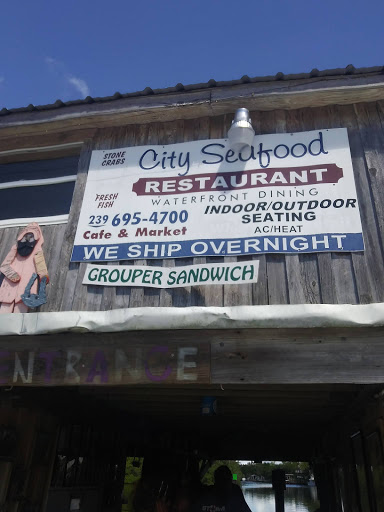 STONE CRABS
City Seafood
RESTAURANT
FRESH FISH
WATERFRONT DINING
239 695-4700
INDOOR/OUTDOOR
SEATING
Cafe & Market
AC/HEAT
WE SHIP OVERNIGHT
GROUPER SANDWICH
ENTRANCE